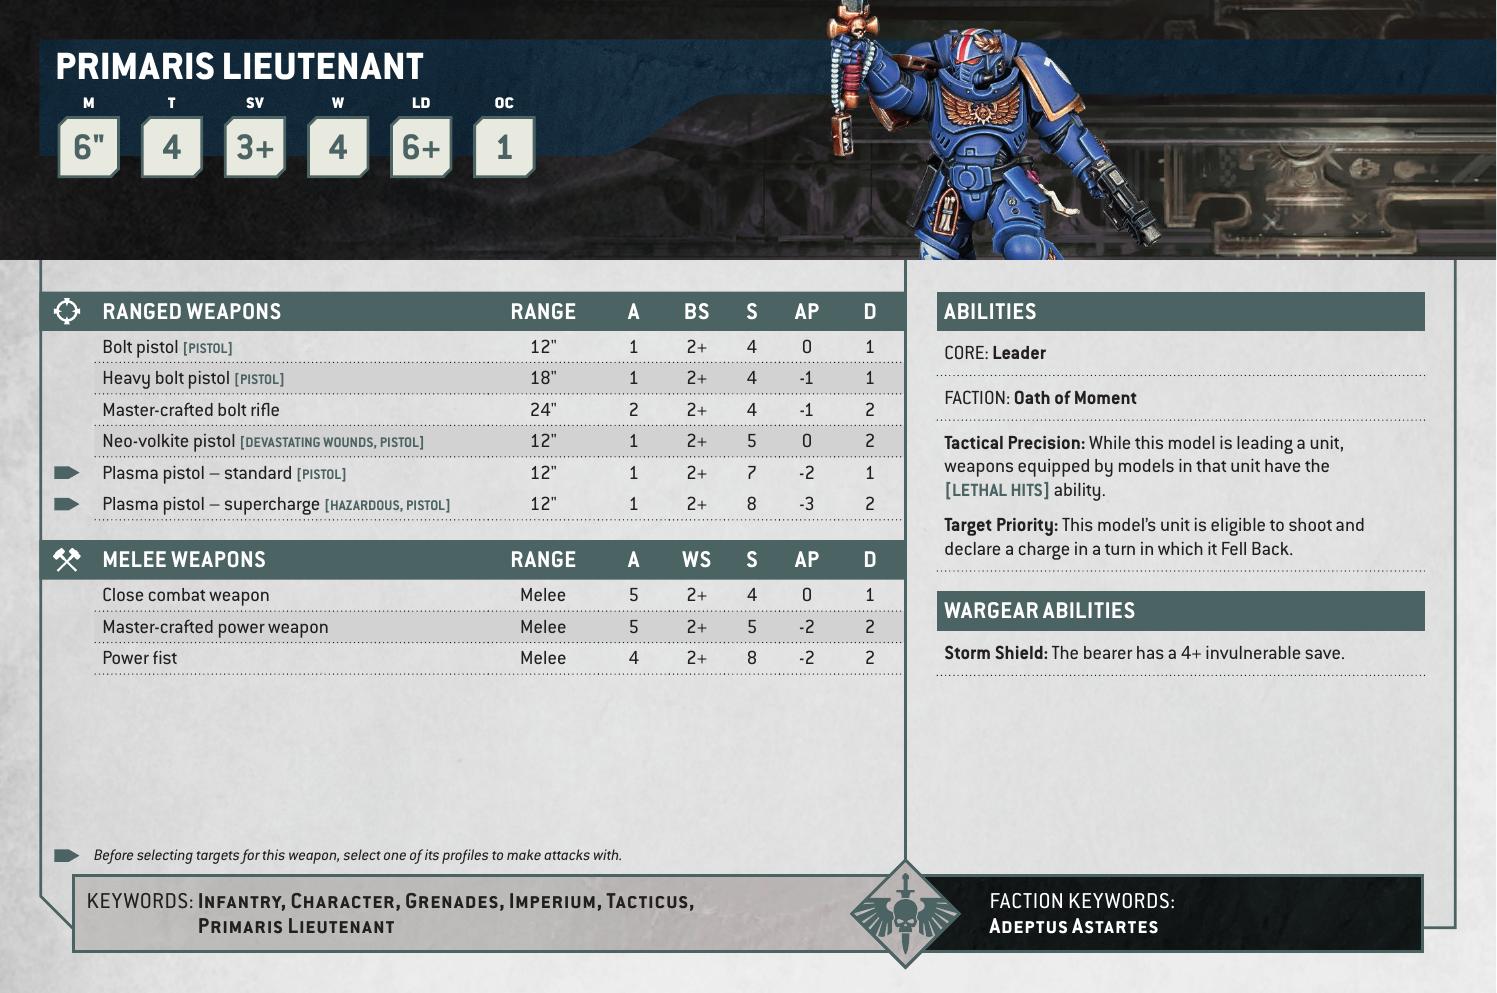 PRIMARIS LIEUTENANT
M T SV W LD OC
6" 4 3+ 4 6+ 1
RANGED WEAPONS RANGE A BS S AP D
Bolt pistol [PISTOL] 12" 1 2+ 4 0 1
Heavy bolt pistol [PISTOL] 18" 1 2+ 4 -1 1
Master-crafted bolt rifle 24" 2 2+ 4 -1 2
Neo-volkite pistol [DEVASTATING WOUNDS, PISTOL] 12" 1 2+ 5 0 2
Plasma pistol – standard [PISTOL] 12" 1 2+ 7 -2 1
Plasma pistol – supercharge [HAZARDOUS, PISTOL] 12" 1 2+ 8 -3 2
MELEE WEAPONS RANGE A WS S AP D
Close combat weapon Melee 5 2+ 4 0 1
Master-crafted power weapon Melee 5 2+ 5 -2 2
Power fist Melee 4 2+ 8 -2 2
Before selecting targets for this weapon, select one of its profiles to make attacks with.
ABILITIES
CORE: Leader
FACTION: Oath of Moment
Tactical Precision: While this model is leading a unit,
weapons equipped by models in that unit have the
[LETHAL HITS] ability.
Target Priority: This model's unit is eligible to shoot and
declare a charge in a turn in which it Fell Back.
WARGEAR ABILITIES
Storm Shield: The bearer has a 4+ invulnerable save.
KEYWORDS: Infantry, Character, Grenades, Imperium, Tacticus,
Primaris Lieutenant
FACTION KEYWORDS:
Adeptus Astartes